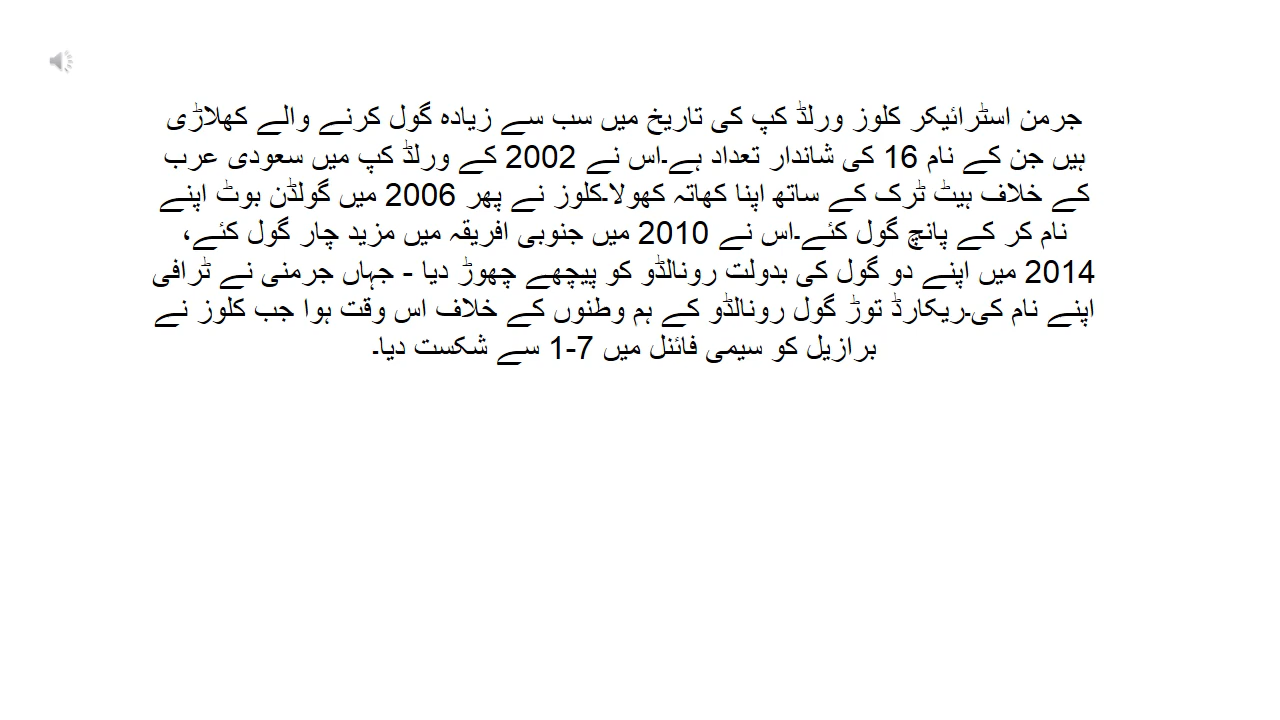 جرمن اسٹرائیکر کلوز ورلڈ کپ کی تاریخ میں سب سے زیادہ گول کرنے والے کھلاڑی
ہیں جن کے نام 16 کی شاندار تعداد ہے۔اس نے 2002 کے ورلڈ کپ میں سعودی عرب
کے خلاف ہیٹ ٹرک کے ساتھ اپنا کھاتہ کھولا۔کلوز نے پھر 2006 میں گولڈن بوٹ اپنے
نام کر کے پانچ گول کئے۔اس نے 2010 میں جنوبی افریقہ میں مزید چار گول کئے،
2014 میں اپنے دو گول کی بدولت رونالڈو کو پیچھے چھوڑ دیا - جہاں جرمنی نے ٹرافی
اپنے نام کی۔ریکارڈ توڑ گول رونالڈو کے ہم وطنوں کے خلاف اس وقت ہوا جب کلوز نے
برازیل کو سیمی فائنل میں 7-1 سے شکست دیا۔